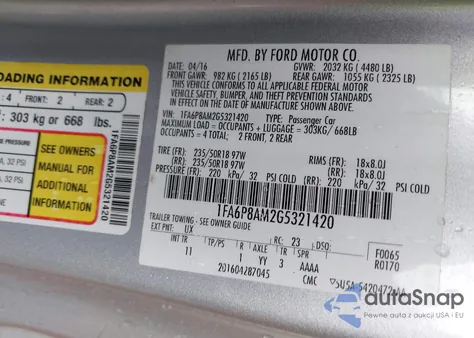 LOADING INFORMATION
: 4 FRONT: 2 REAR: 2
: 303 kg or 668 lbs.
SEE OWNERS
MANUAL FOR
ADDITIONAL
INFORMATION
1FA6P8AM2G5321420
MFD. BY FORD MOTOR CO.
04/16 GVWR: 2032 KG ( 4480 LB)
FRONT GAWR: 982 KG ( 2165 LB) REAR GAWR: 1055 KG ( 2325 LB)
THIS VEHICLE CONFORMS TO ALL APPLICABLE FEDERAL MOTOR
VEHICLE SAFETY, BUMPER, AND THEFT PREVENTION
STANDARDS IN EFFECT ON THE DATE OF MANUFACTURE
SHOWN ABOVE.
VIN: 1FA6P8AM2G5321420 TYPE: Passenger Car
MAXIMUM LOAD = OCCUPANTS + LUGGAGE = 303KG/ 668LB
OCCUPANTS: 2 FRONT, 2 REAR
TIRE (FR): 235/50R18 97W RIMS (FR): 18x8.0J
(RR): 235/50R18 97W (RR): 18x8.0J
PRESSURE (FR): 220 kPa/ 32 PSI (RR): 220 kPa/ 32 PSI COLD
1FA6P8AM2G5321420
TRAILER TOWING - SEE OWNER GUIDE
EXT PNT: UX RC: 23 DSO: F0065
INT TR TP/PS R AXLE TR SPR R0170
11 1 YY 3 AAAA
201604287045 CMC
autaSnap
Pewne auta z aukcji USA i EU